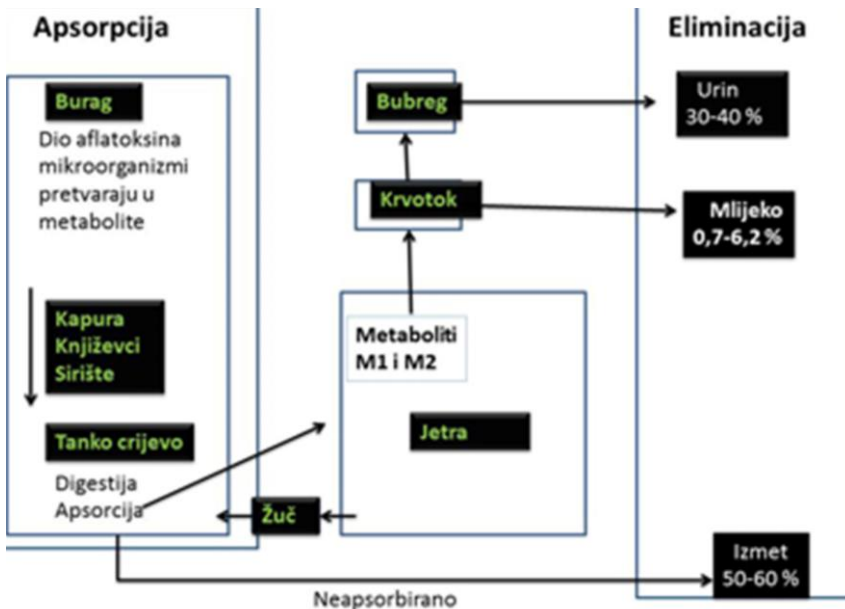 Apsorpcija
Burag
Dio aflatoksina
mikroorganizmi
pretvaraju u
metabolite
Kapura
Književci
Sirište
Tanko crijevo
Digestija
Apsorcija
Žuč
Bubreg
Krvotok
Metaboliti
M1 i M2
Jetra
Neapsorbirano
Eliminacija
Urin
30-40 %
Mlijeko
0,7-6,2 %
Izmet
50-60 %